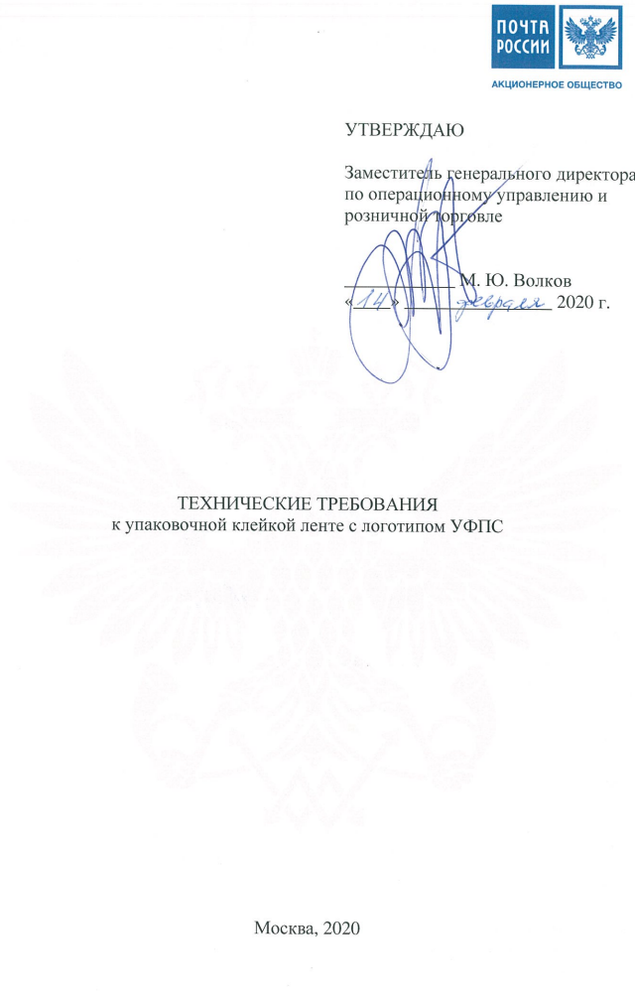 ПОЧТА
РОССИИ
АКЦИОНЕРНОЕ ОБЩЕСТВО
УТВЕРЖДАЮ
Заместитель генерального директора
по операционному управлению и
розничной торговле
______________ М. Ю. Волков
«14» февраля 2020 г.
ТЕХНИЧЕСКИЕ ТРЕБОВАНИЯ
к упаковочной клейкой ленте с логотипом УФПС
Москва, 2020